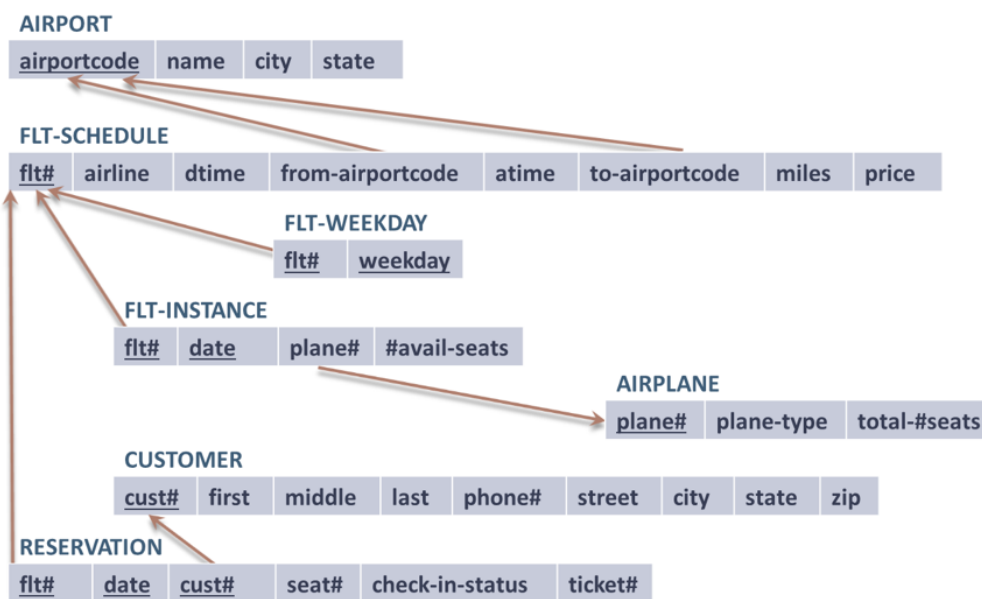 AIRPORT
airportcode name city state
FLT-SCHEDULE
flt# airline dtime from-airportcode atime to-airportcode miles price
FLT-WEEKDAY
flt# weekday
FLT-INSTANCE
flt# date plane# #avail-seats
AIRPLANE
plane# plane-type total-#seats
CUSTOMER
cust# first middle last phone# street city state zip
RESERVATION
flt# date cust# seat# check-in-status ticket#